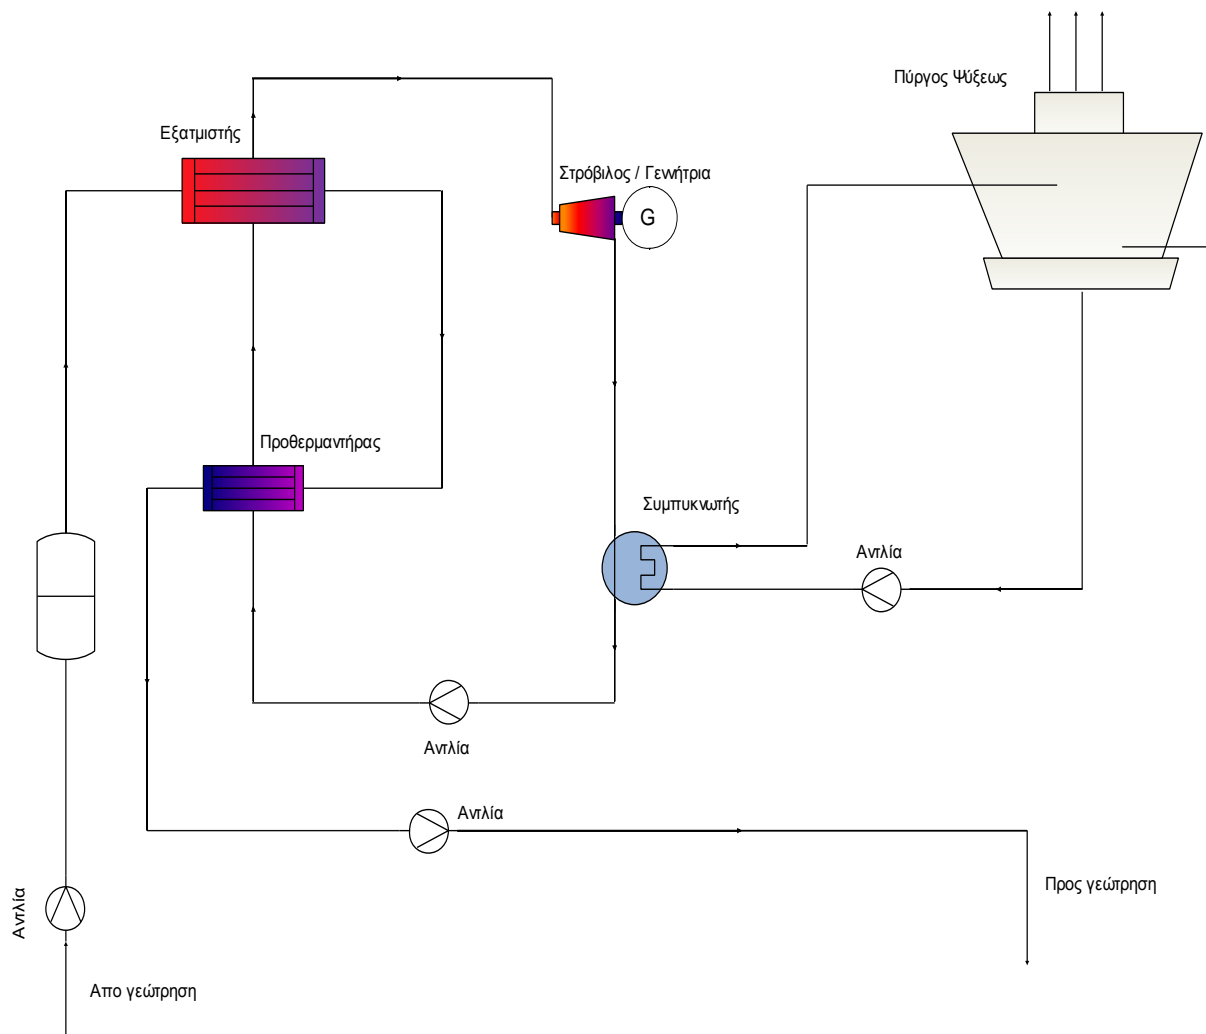 Πύργος Ψύξεως
Εξατμιστής
Στρόβιλος / Γεννήτρια
G
Προθερμαντήρας
Συμπυκνωτής
Αντλία
Αντλία
Αντλία
Προς γεώτρηση
Αντλία
Απο γεώτρηση